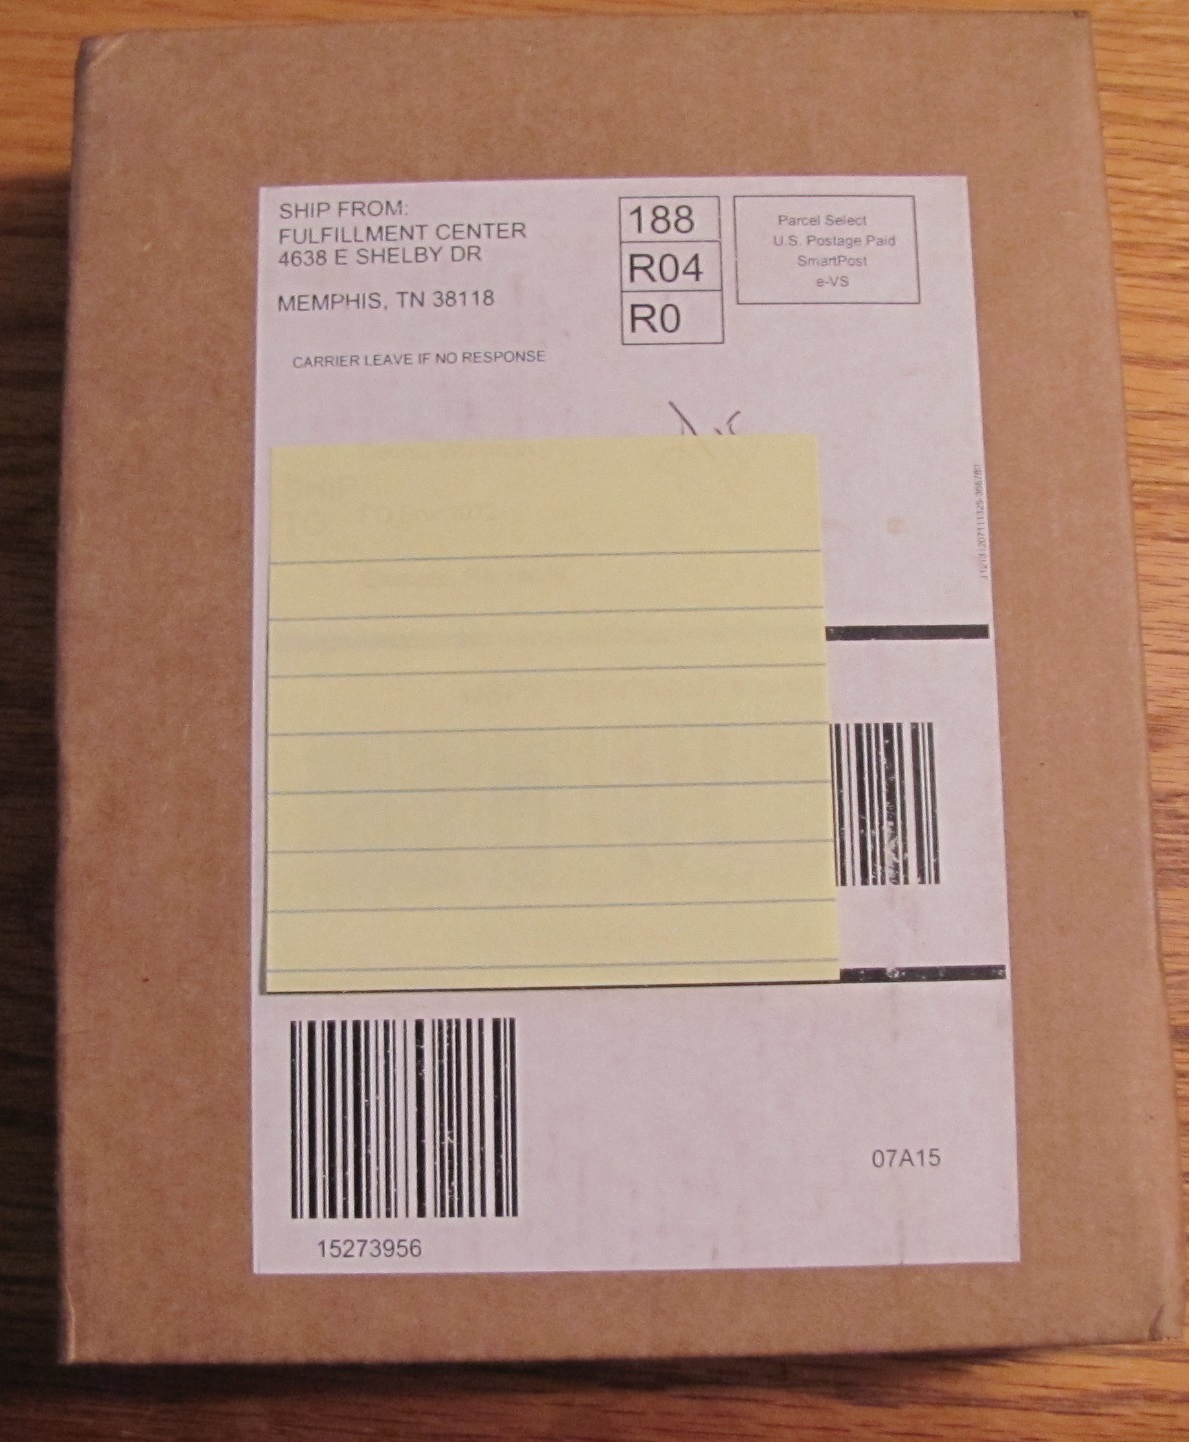 SHIP FROM:
FULFILLMENT CENTER
4638 E SHELBY DR
MEMPHIS, TN 38118
CARRIER LEAVE IF NO RESPONSE
188
R04
R0
Parcel Select
U.S. Postage Paid
SmartPost
e-VS
07A15
15273956